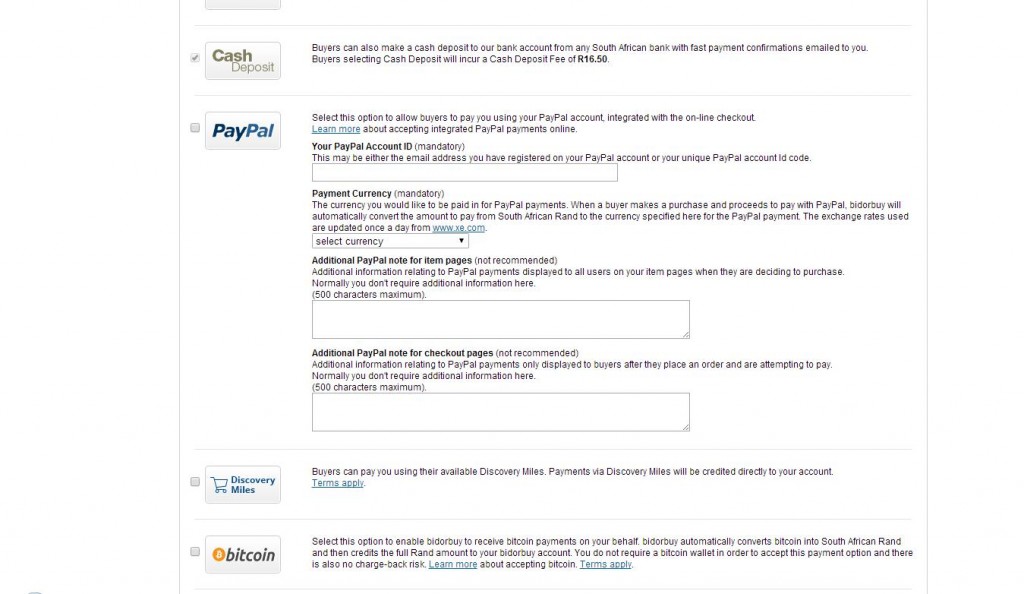 Cash
Deposit
Buyers can also make a cash deposit to our bank account from any South African bank with fast payment confirmations emailed to you.
Buyers selecting Cash Deposit will incur a Cash Deposit Fee of R16.50.
PayPal
Select this option to allow buyers to pay you using your PayPal account, integrated with the on-line checkout.
Learn more about accepting integrated PayPal payments online.
Your PayPal Account ID (mandatory)
This may be either the email address you have registered on your PayPal account or your unique PayPal account Id code.
Payment Currency (mandatory)
The currency you would like to be paid in for PayPal payments. When a buyer makes a purchase and proceeds to pay with PayPal, bidorbuy will
automatically convert the amount to pay from South African Rand to the currency specified here for the PayPal payment. The exchange rates used
are updated once a day from www.xe.com.
select currency
Additional PayPal note for item pages (not recommended)
Additional information relating to PayPal payments displayed to all users on your item pages when they are deciding to purchase.
Normally you don't require additional information here.
(500 characters maximum).
Additional PayPal note for checkout pages (not recommended)
Additional information relating to PayPal payments only displayed to buyers after they place an order and are attempting to pay.
Normally you don't require additional information here.
(500 characters maximum).
Discovery
Miles
Buyers can pay you using their available Discovery Miles. Payments via Discovery Miles will be credited directly to your account.
Terms apply.
bitcoin
Select this option to enable bidorbuy to receive bitcoin payments on your behalf. bidorbuy automatically converts bitcoin into South African Rand
and then credits the full Rand amount to your bidorbuy account. You do not require a bitcoin wallet in order to accept this payment option and there
is also no charge-back risk. Learn more about accepting bitcoin. Terms apply.